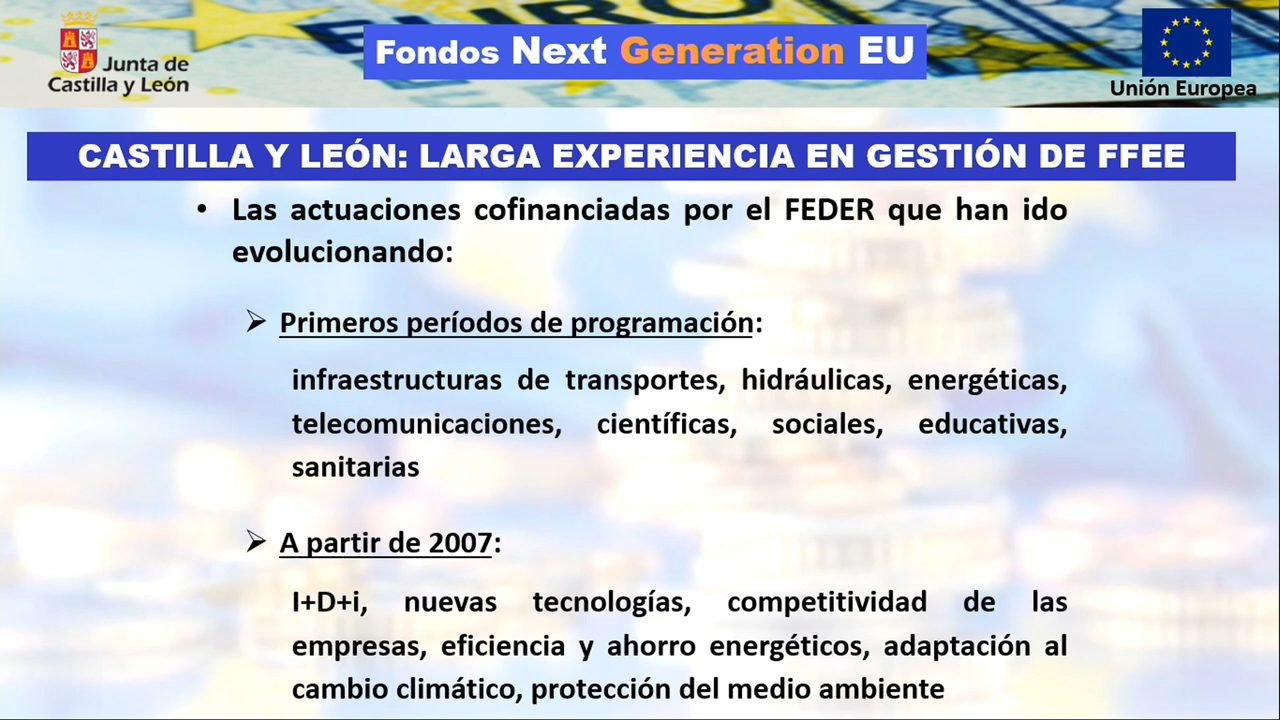 Junta de
Castilla y León
Fondos Next Generation EU
Unión Europea
CASTILLA Y LEÓN: LARGA EXPERIENCIA EN GESTIÓN DE FFEE
• Las actuaciones cofinanciadas por el FEDER que han ido
evolucionando:
➢ Primeros períodos de programación:
infraestructuras de transportes, hidráulicas, energéticas,
telecomunicaciones, científicas, sociales, educativas,
sanitarias
➢ A partir de 2007:
I+D+i, nuevas tecnologías, competitividad de las
empresas, eficiencia y ahorro energéticos, adaptación al
cambio climático, protección del medio ambiente